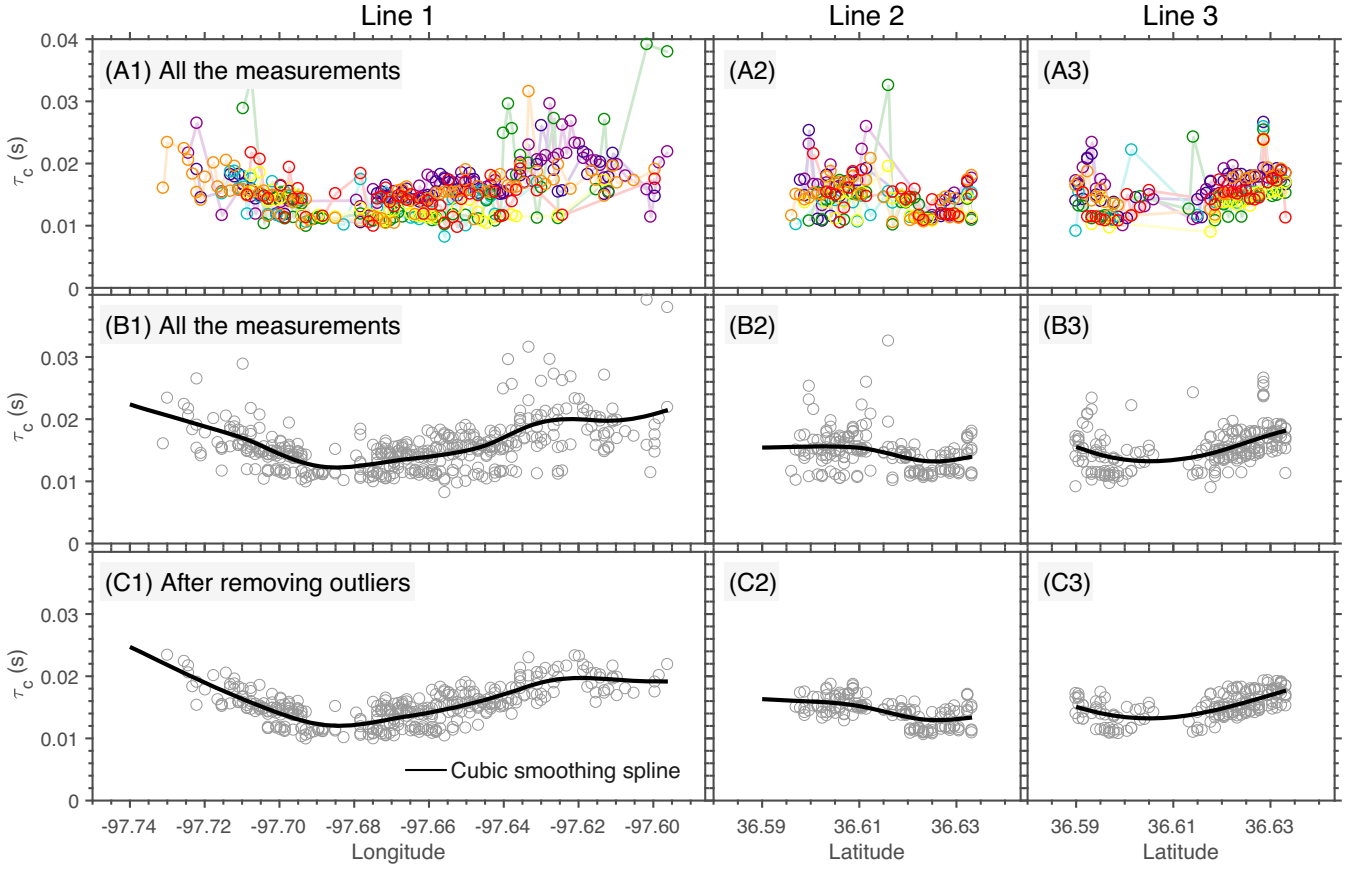 Line 1 Line 2 Line 3
0.04
(A1) All the measurements (A2) (A3)
0.03
τc (s)
0.02
0.01
0
(B1) All the measurements (B2) (B3)
0.03
τc (s)
0.02
0.01
0
(C1) After removing outliers (C2) (C3)
0.03
τc (s)
0.02
0.01
Cubic smoothing spline
0
-97.74 -97.72 -97.70 -97.68 -97.66 -97.64 -97.62 -97.60 36.59 36.61 36.63 36.59 36.61 36.63
Longitude Latitude Latitude